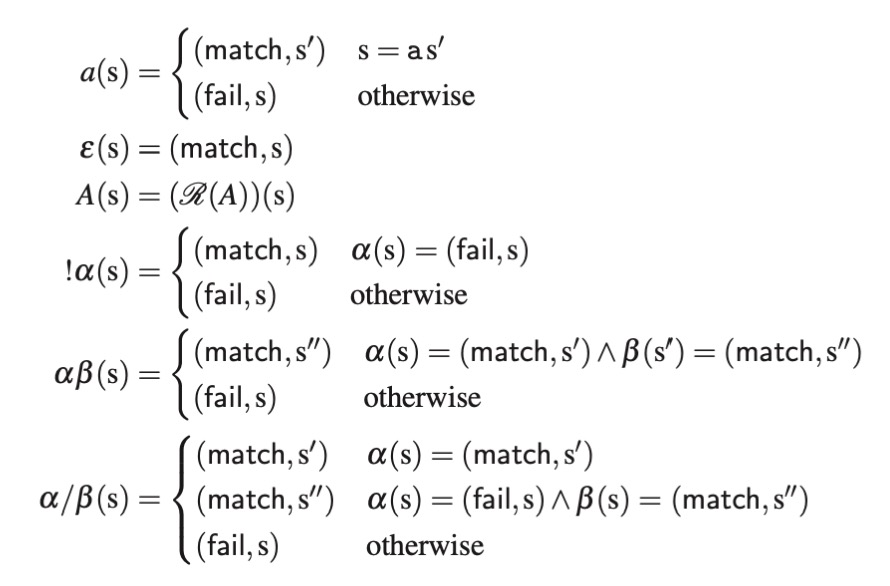 a(s) = { (match, s′) s = a s′
(fail, s) otherwise
ε(s) = (match, s)
A(s) = (ℛ(A))(s)
!α(s) = { (match, s) α(s) = (fail, s)
(fail, s) otherwise
αβ(s) = { (match, s″) α(s) = (match, s′) ∧ β(s′) = (match, s″)
(fail, s) otherwise
α/β(s) = { (match, s′) α(s) = (match, s′)
(match, s″) α(s) = (fail, s) ∧ β(s) = (match, s″)
(fail, s) otherwise